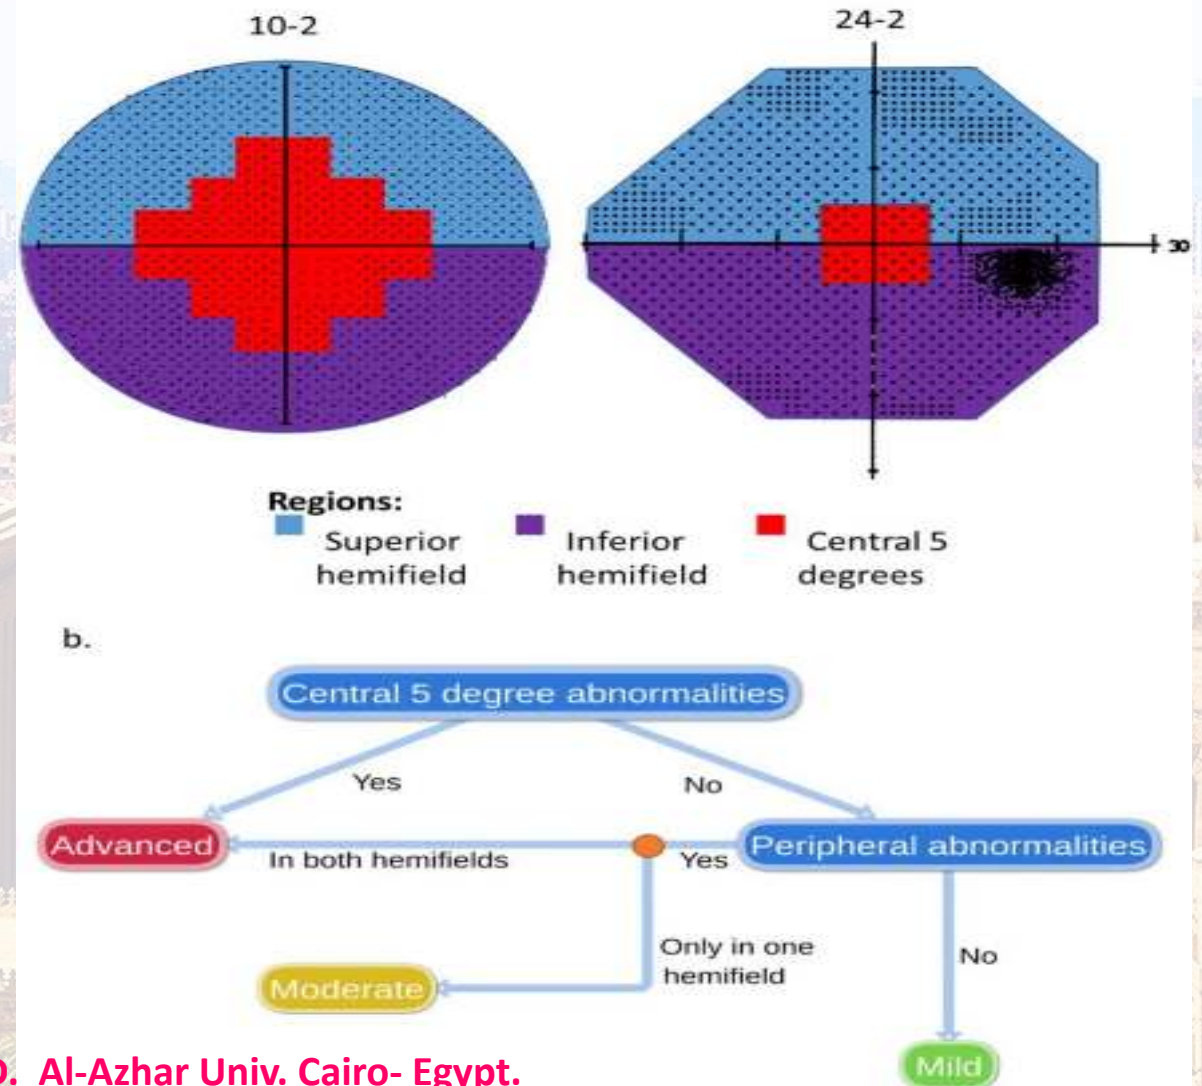 10-2
24-2
30
Regions:
Superior
hemifield
Inferior
hemifield
Central 5
degrees
b.
Central 5 degree abnormalities
Yes
No
Advanced
In both hemifields
Yes
Peripheral abnormalities
Only in one
hemifield
No
Moderate
Mild
Al-Azhar Univ. Cairo- Egypt.